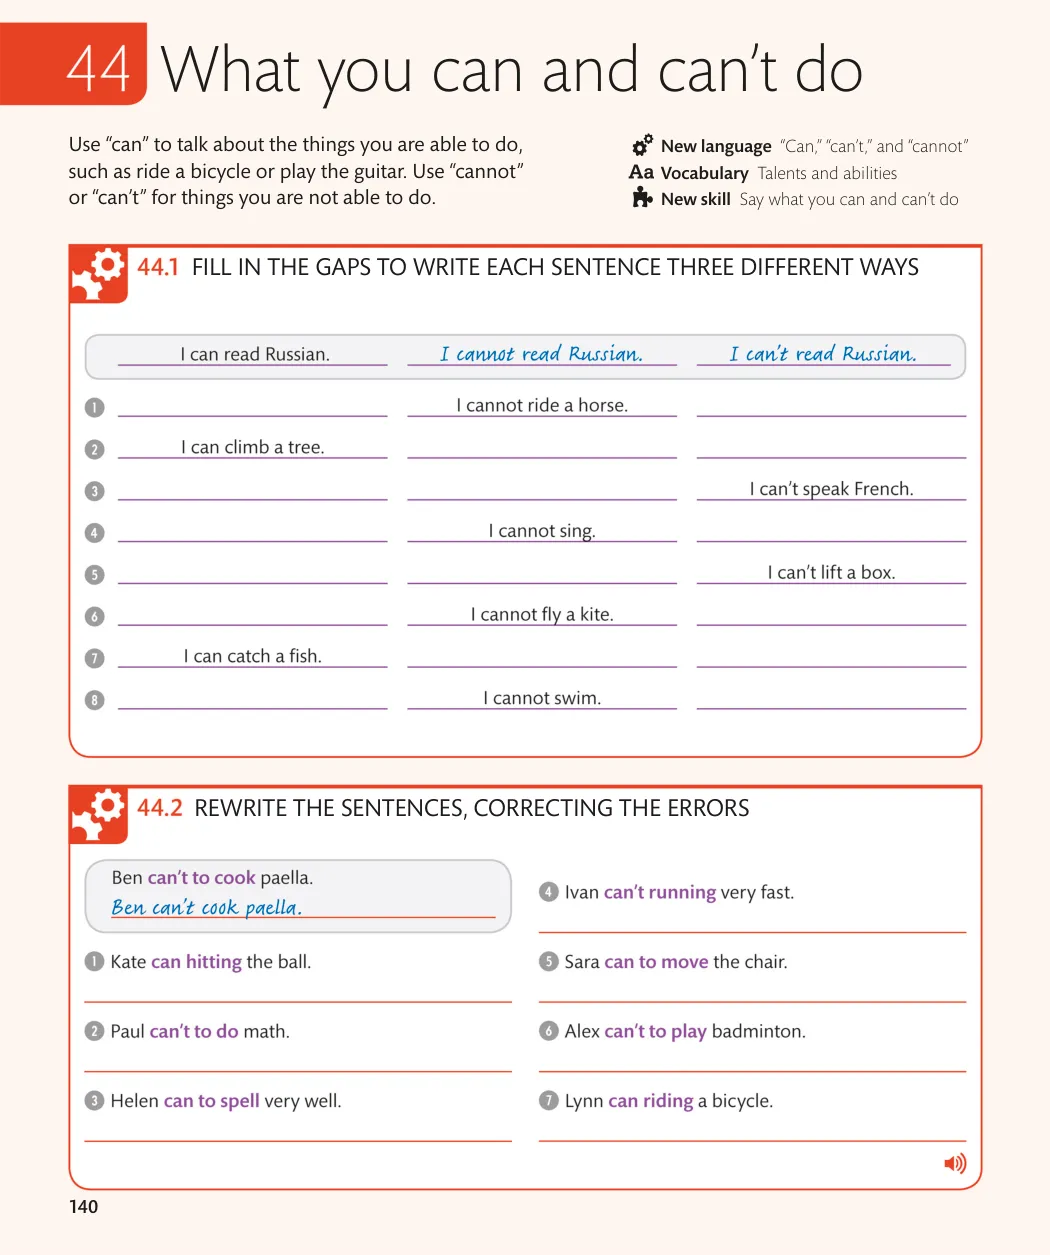 44 What you can and can't do
Use “can” to talk about the things you are able to do,
such as ride a bicycle or play the guitar. Use “cannot”
or “can't” for things you are not able to do.
New language “Can,” “can't,” and “cannot”
Aa Vocabulary Talents and abilities
New skill Say what you can and can't do
44.1 FILL IN THE GAPS TO WRITE EACH SENTENCE THREE DIFFERENT WAYS
I can read Russian. I cannot read Russian. I can't read Russian.
1 I cannot ride a horse.
2 I can climb a tree.
3 I can't speak French.
4 I cannot sing.
5 I can't lift a box.
6 I cannot fly a kite.
7 I can catch a fish.
8 I cannot swim.
44.2 REWRITE THE SENTENCES, CORRECTING THE ERRORS
Ben can't to cook paella.
Ben can't cook paella.
1 Kate can hitting the ball.
2 Paul can't to do math.
3 Helen can to spell very well.
4 Ivan can't running very fast.
5 Sara can to move the chair.
6 Alex can't to play badminton.
7 Lynn can riding a bicycle.
140